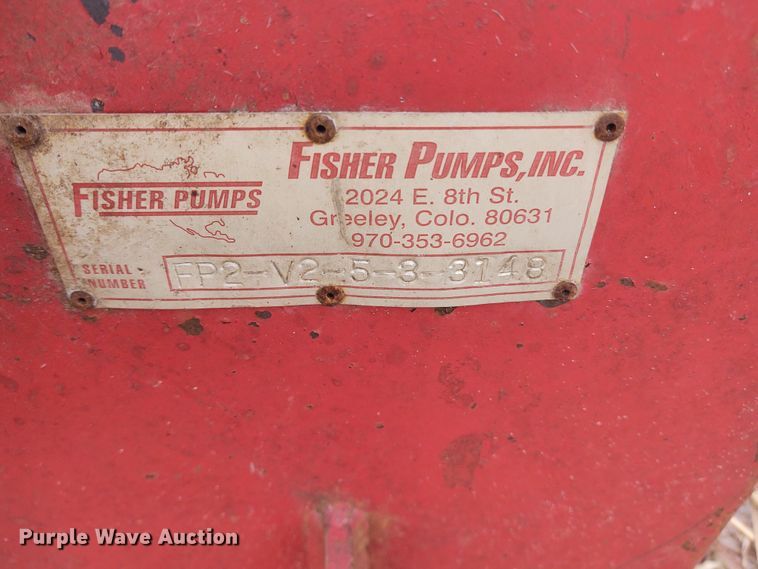 FISHER PUMPS
FISHER PUMPS, INC.
2024 E. 8th St.
Greeley, Colo. 80631
970-353-6962
SERIAL NUMBER
FP2-V2-5-3-3148
Purple Wave Auction